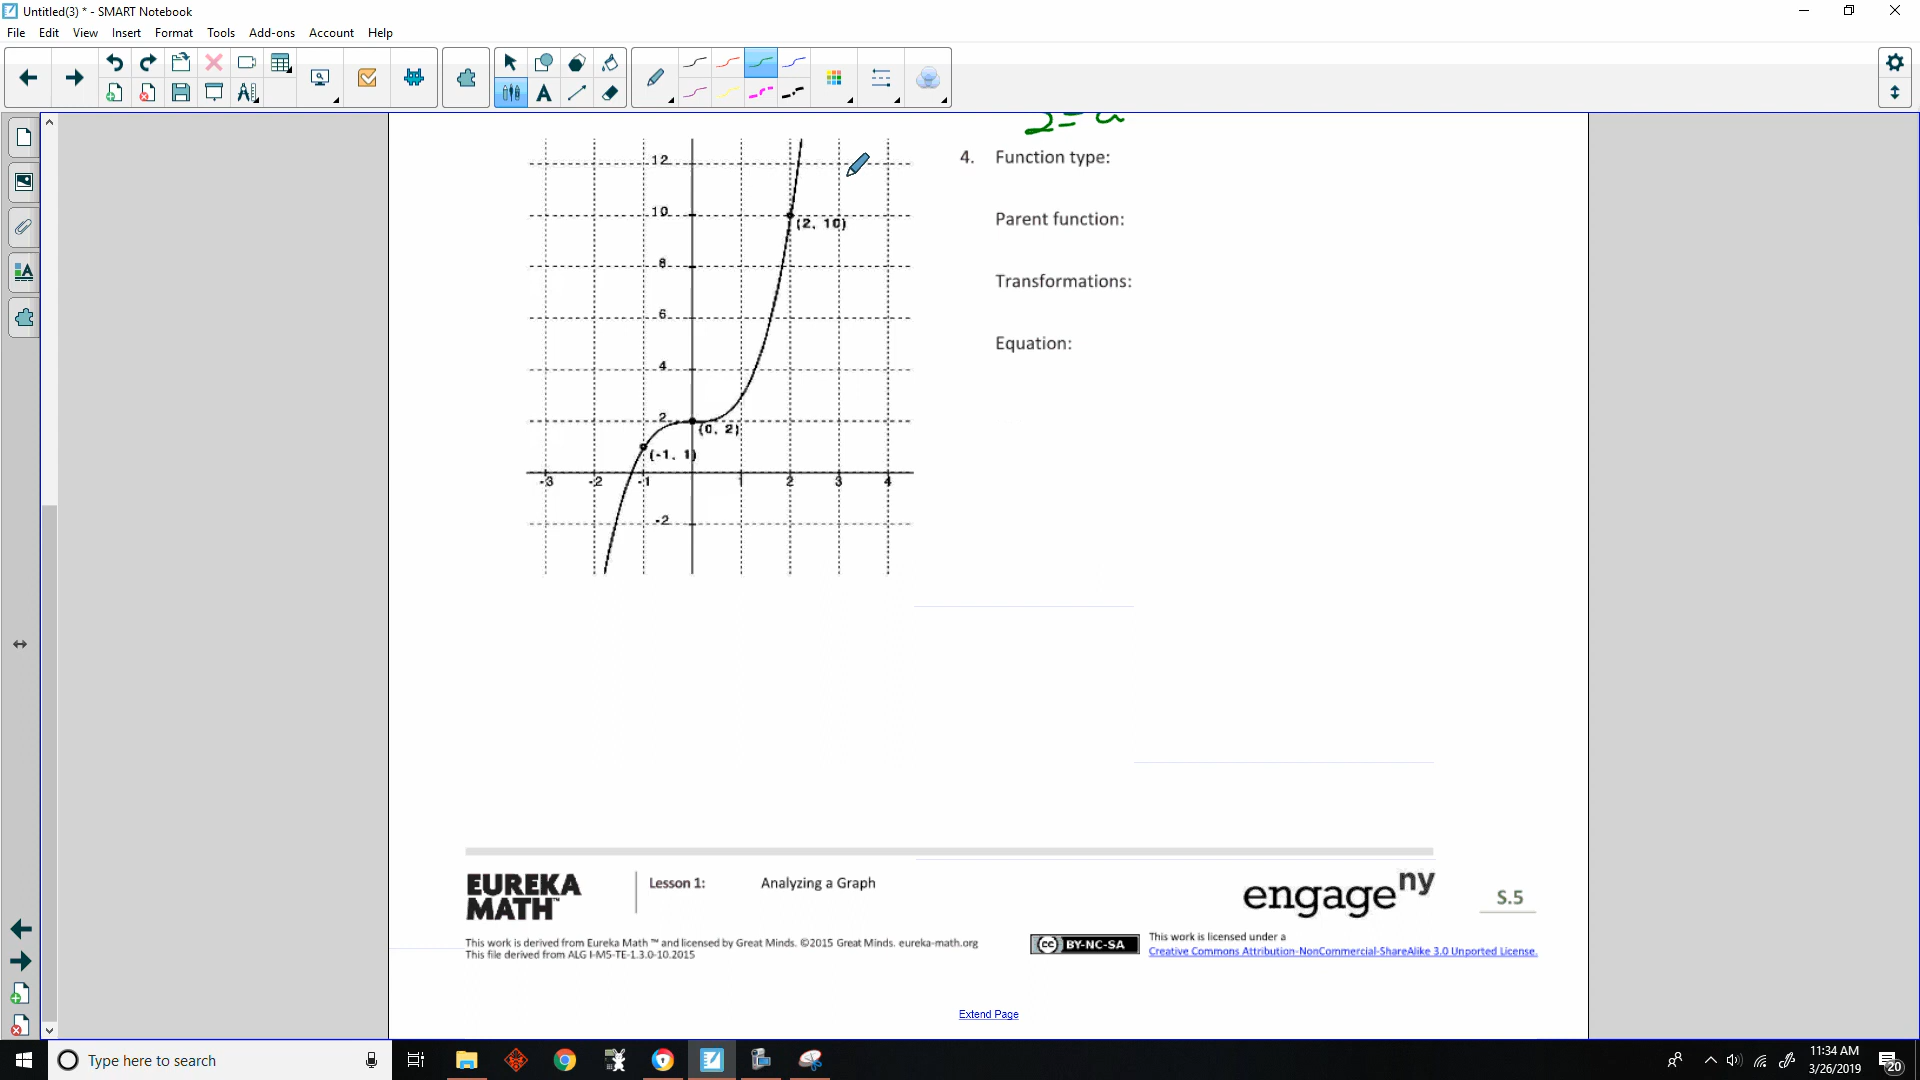 Untitled(3) * - SMART Notebook
File Edit View Insert Format Tools Add-ons Account Help
2 = a
12
10
(2, 10)
8
6
4
2
(0, 2)
(-1, 1)
-3 -2 -1 1 2 3 4
-2
4. Function type:
Parent function:
Transformations:
Equation:
EUREKA
MATH™
Lesson 1: Analyzing a Graph
engage ny
S.5
This work is derived from Eureka Math ™ and licensed by Great Minds. ©2015 Great Minds. eureka-math.org
This file derived from ALG I-M5-TE-1.3.0-10.2015
cc BY-NC-SA
This work is licensed under a
Creative Commons Attribution-NonCommercial-ShareAlike 3.0 Unported License.
Extend Page
Type here to search
11:34 AM
3/26/2019
20